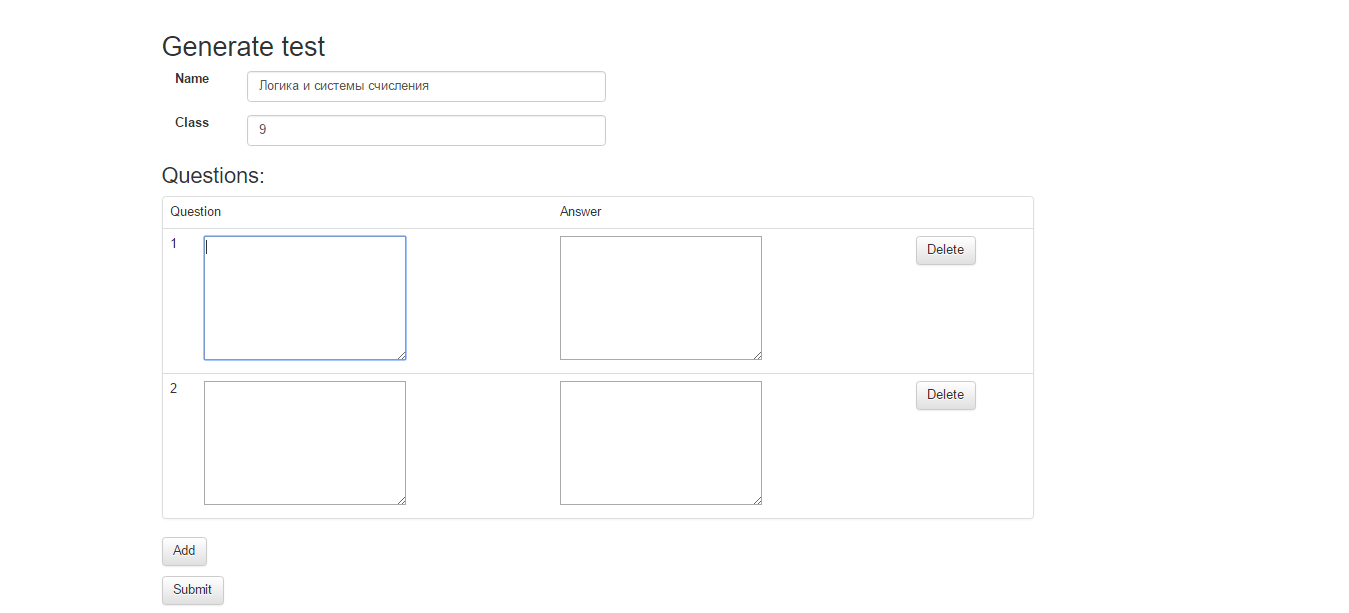 Generate test
Name
Логика и системы счисления
Class
9
Questions:
Question Answer
1 Delete
2 Delete
Add
Submit